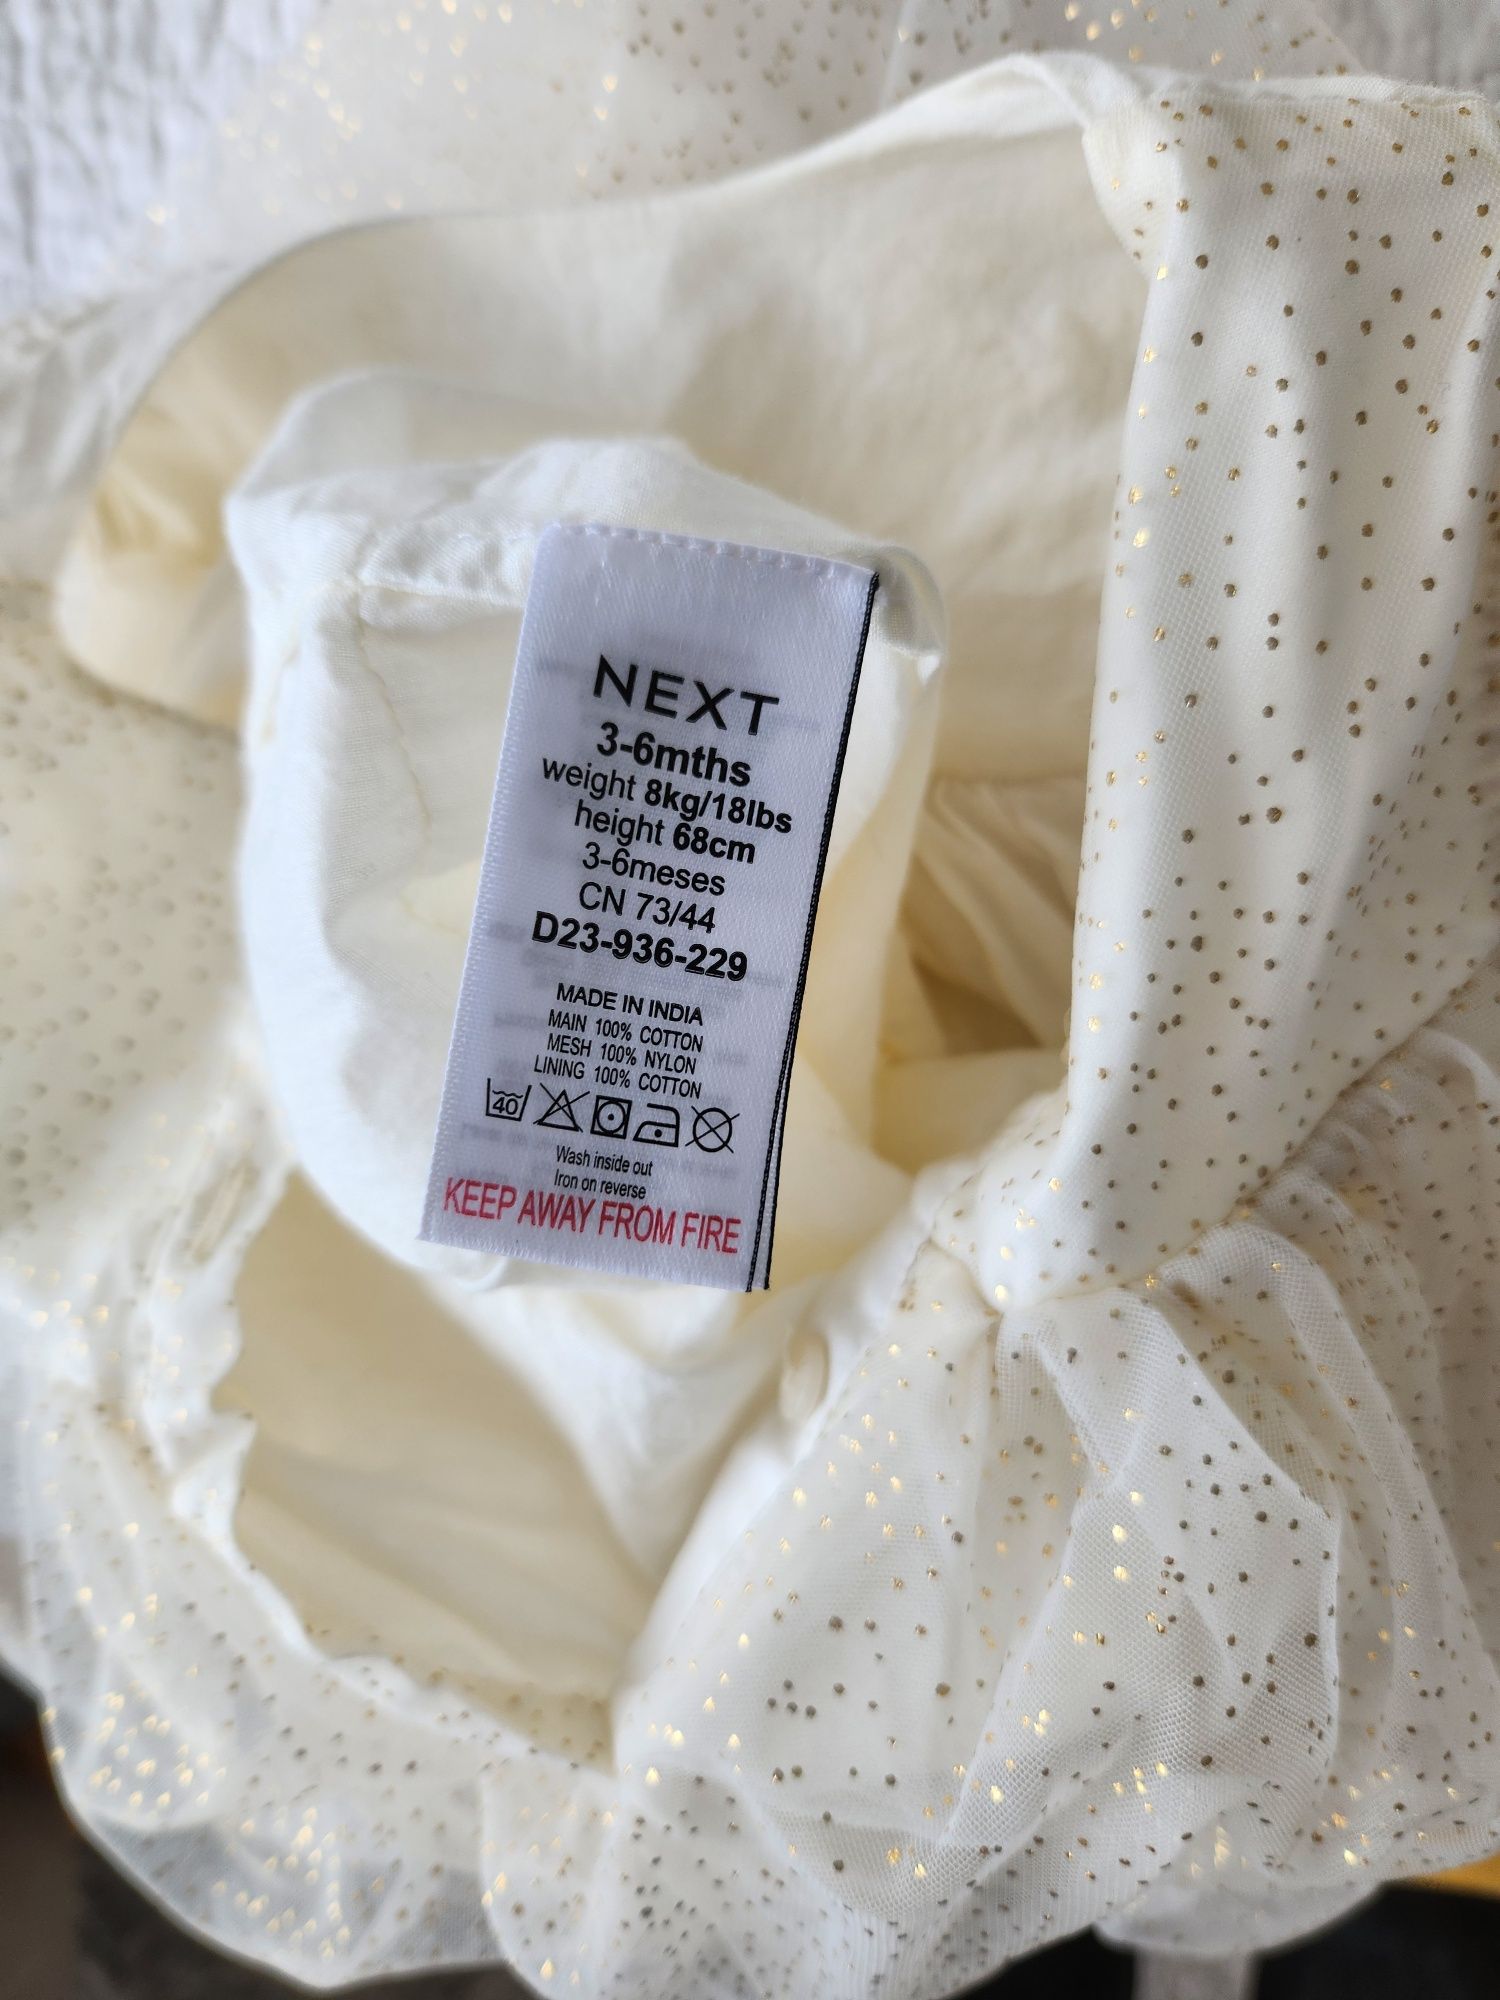 NEXT
3-6mths
weight 8kg/18lbs
height 68cm
3-6meses
CN 73/44
D23-936-229
MADE IN INDIA
MAIN 100% COTTON
MESH 100% NYLON
LINING 100% COTTON
40
Wash inside out
Iron on reverse
KEEP AWAY FROM FIRE